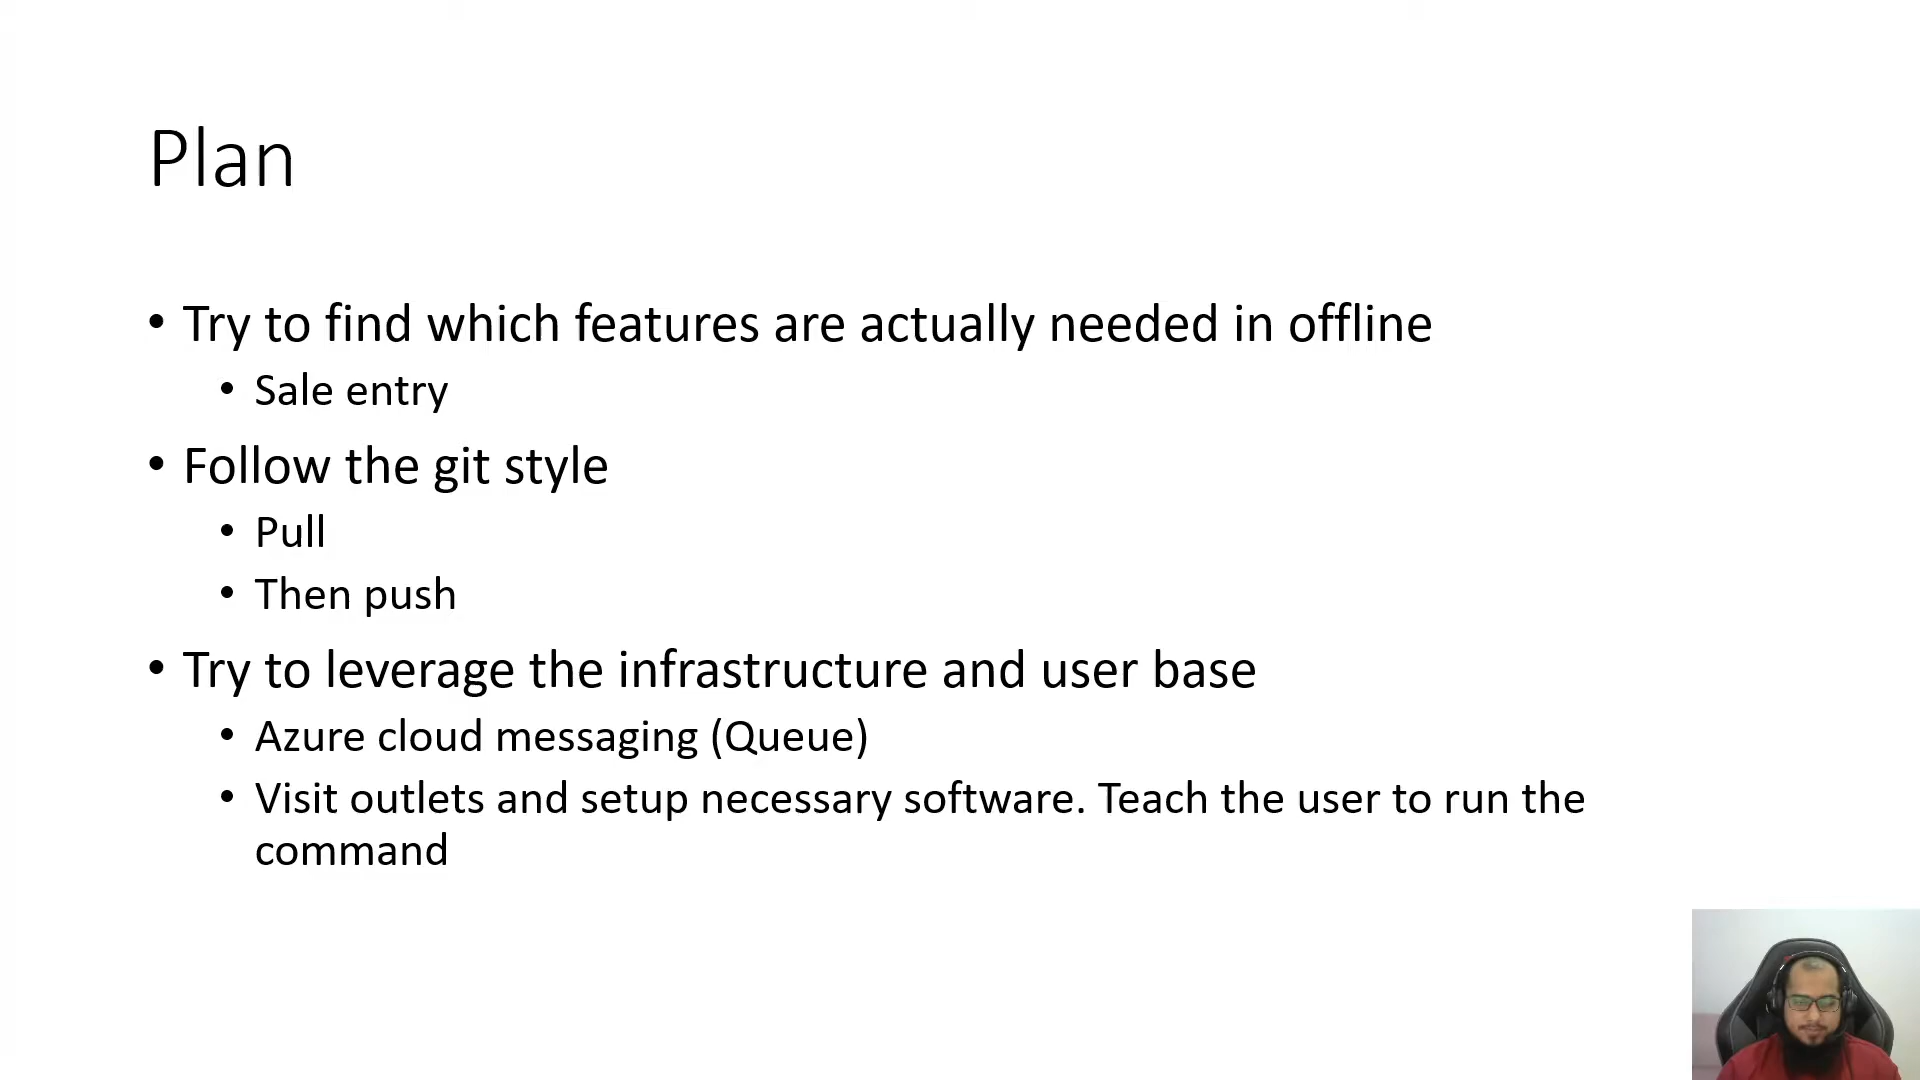 Plan
• Try to find which features are actually needed in offline
• Sale entry
• Follow the git style
• Pull
• Then push
• Try to leverage the infrastructure and user base
• Azure cloud messaging (Queue)
• Visit outlets and setup necessary software. Teach the user to run the
command